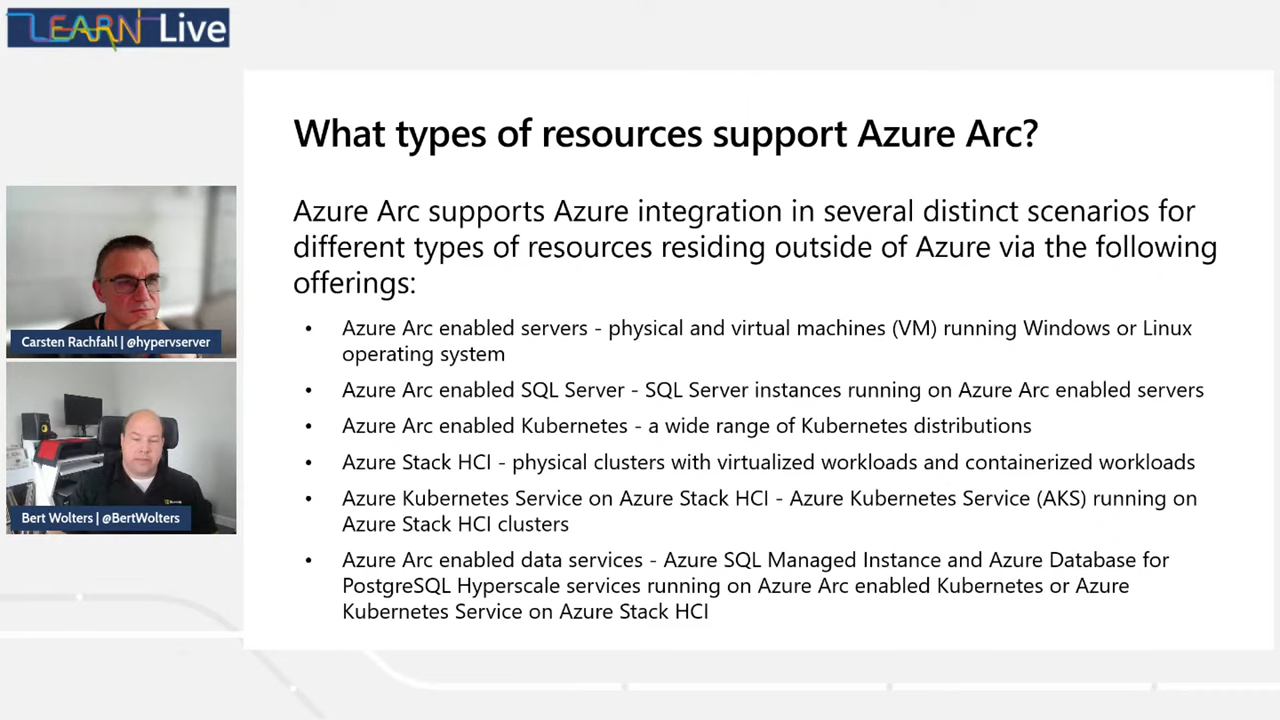 LEARN Live
What types of resources support Azure Arc?
Azure Arc supports Azure integration in several distinct scenarios for
different types of resources residing outside of Azure via the following
offerings:
• Azure Arc enabled servers - physical and virtual machines (VM) running Windows or Linux
operating system
• Azure Arc enabled SQL Server - SQL Server instances running on Azure Arc enabled servers
• Azure Arc enabled Kubernetes - a wide range of Kubernetes distributions
• Azure Stack HCI - physical clusters with virtualized workloads and containerized workloads
• Azure Kubernetes Service on Azure Stack HCI - Azure Kubernetes Service (AKS) running on
Azure Stack HCI clusters
• Azure Arc enabled data services - Azure SQL Managed Instance and Azure Database for
PostgreSQL Hyperscale services running on Azure Arc enabled Kubernetes or Azure
Kubernetes Service on Azure Stack HCI
Carsten Rachfahl | @hypervserver
Bert Wolters | @BertWolters